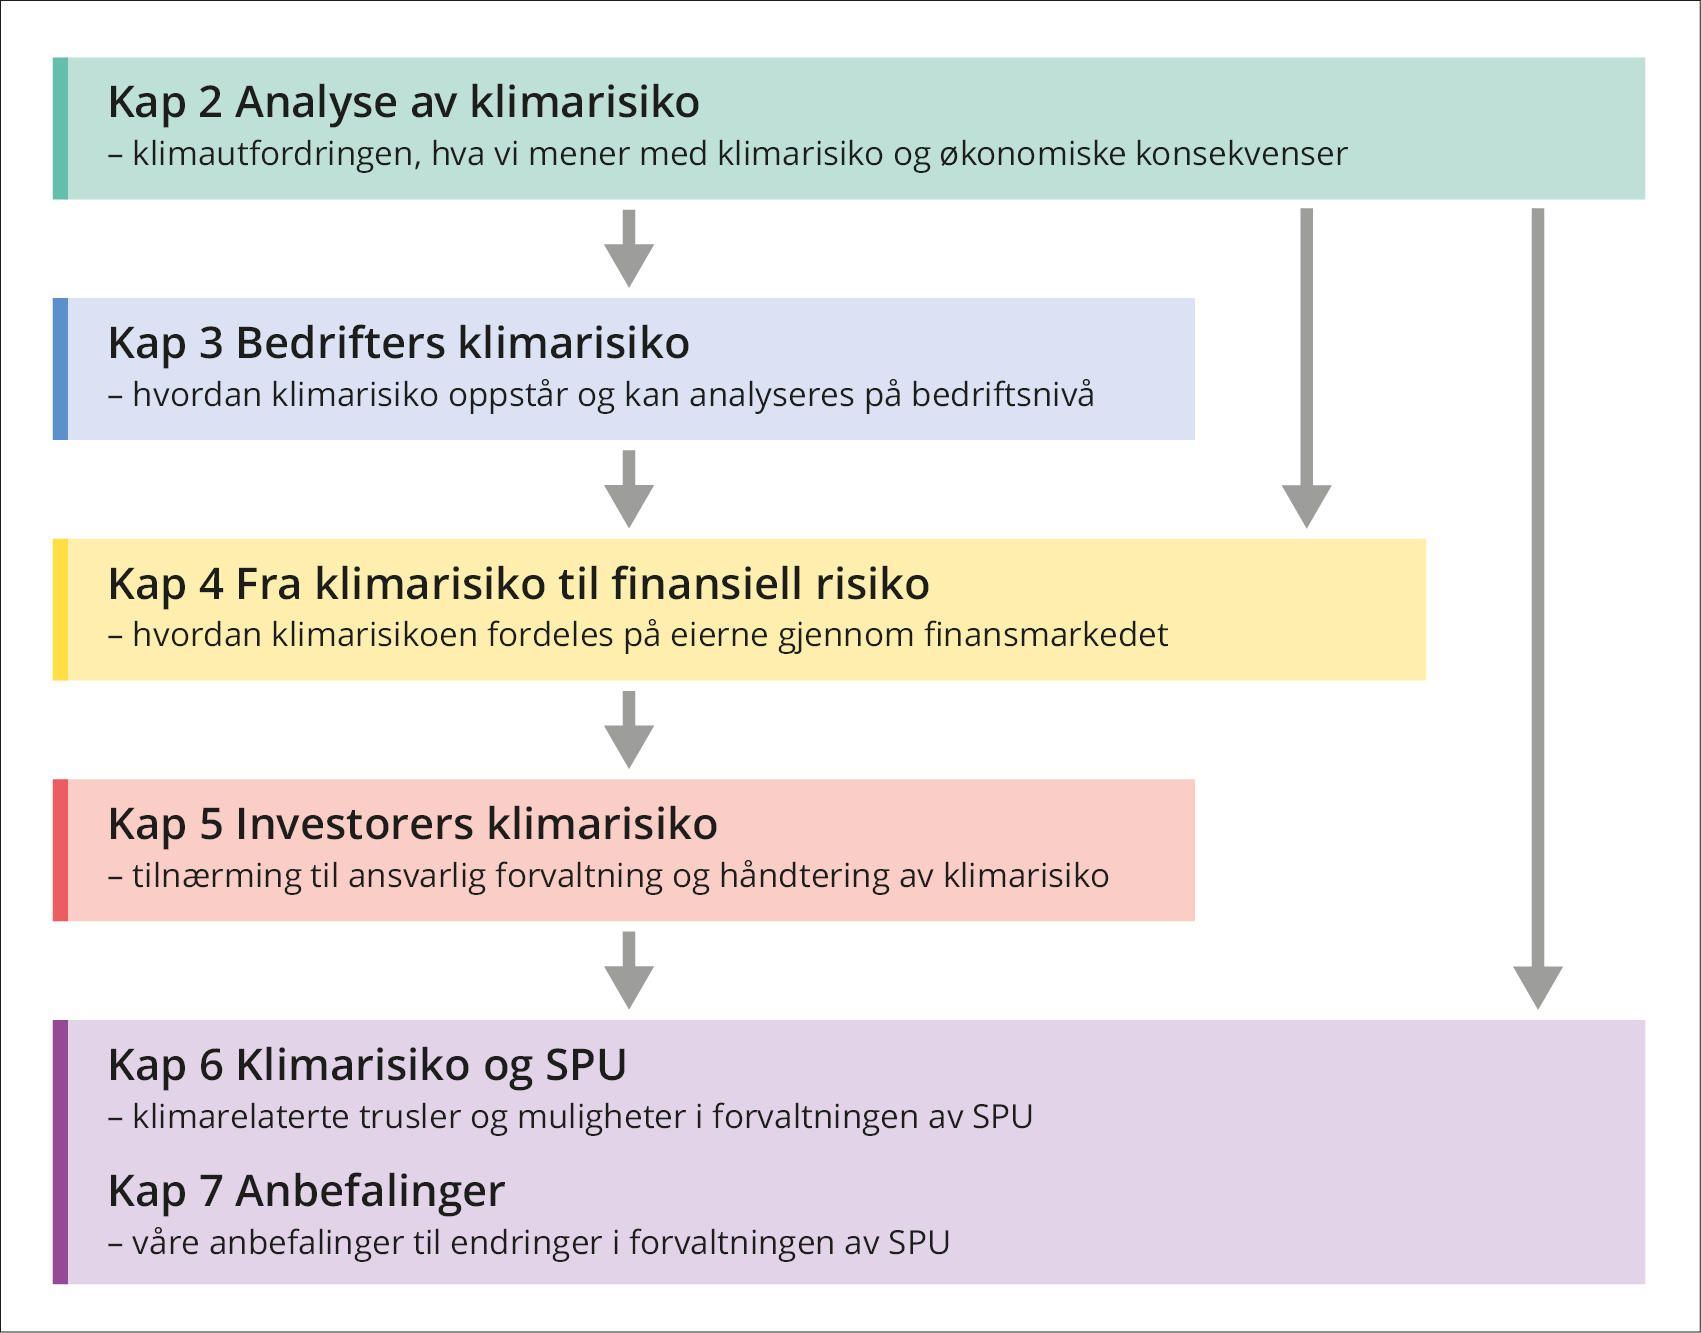 Kap 2 Analyse av klimarisiko
– klimautfordringen, hva vi mener med klimarisiko og økonomiske konsekvenser
Kap 3 Bedrifters klimarisiko
– hvordan klimarisiko oppstår og kan analyseres på bedriftsnivå
Kap 4 Fra klimarisiko til finansiell risiko
– hvordan klimarisikoen fordeles på eierne gjennom finansmarkedet
Kap 5 Investorers klimarisiko
– tilnærming til ansvarlig forvaltning og håndtering av klimarisiko
Kap 6 Klimarisiko og SPU
– klimarelaterte trusler og muligheter i forvaltningen av SPU
Kap 7 Anbefalinger
– våre anbefalinger til endringer i forvaltningen av SPU